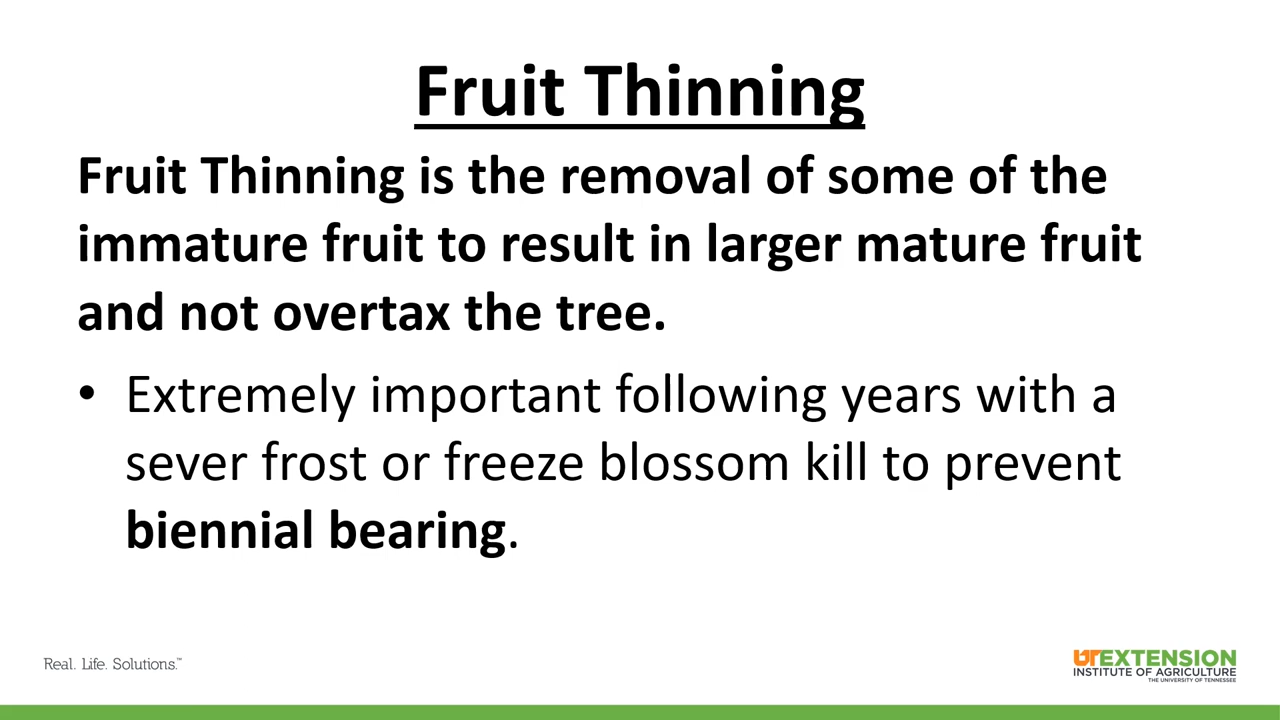 Fruit Thinning
Fruit Thinning is the removal of some of the
immature fruit to result in larger mature fruit
and not overtax the tree.
• Extremely important following years with a
sever frost or freeze blossom kill to prevent
biennial bearing.
Real. Life. Solutions.™
UTEXTENSION
INSTITUTE OF AGRICULTURE
THE UNIVERSITY OF TENNESSEE